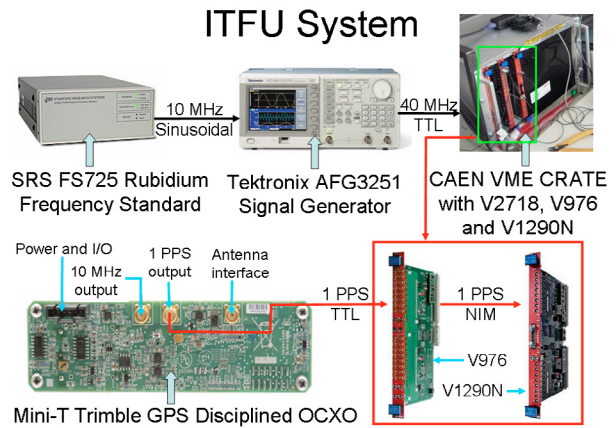 ITFU System
10 MHz
Sinusoidal
40 MHz
TTL
SRS FS725 Rubidium
Frequency Standard
Tektronix AFG3251
Signal Generator
CAEN VME CRATE
with V2718, V976
and V1290N
Power and I/O
10 MHz
output
1 PPS
output
Antenna
interface
1 PPS
TTL
1 PPS
NIM
V976
V1290N
Mini-T Trimble GPS Disciplined OCXO